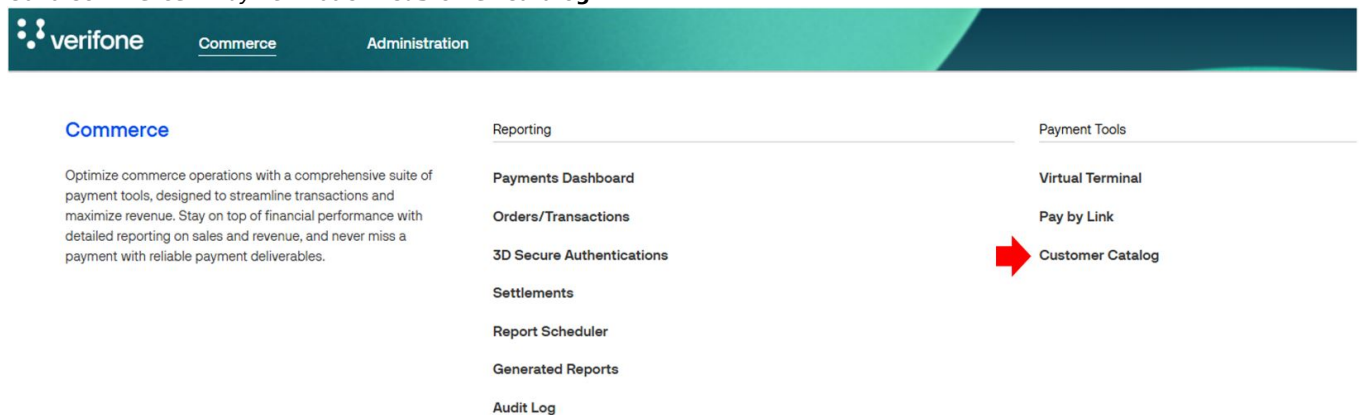 verifone
Commerce
Administration
Commerce
Optimize commerce operations with a comprehensive suite of
payment tools, designed to streamline transactions and
maximize revenue. Stay on top of financial performance with
detailed reporting on sales and revenue, and never miss a
payment with reliable payment deliverables.
Reporting
Payments Dashboard
Orders/Transactions
3D Secure Authentications
Settlements
Report Scheduler
Generated Reports
Audit Log
Payment Tools
Virtual Terminal
Pay by Link
Customer Catalog